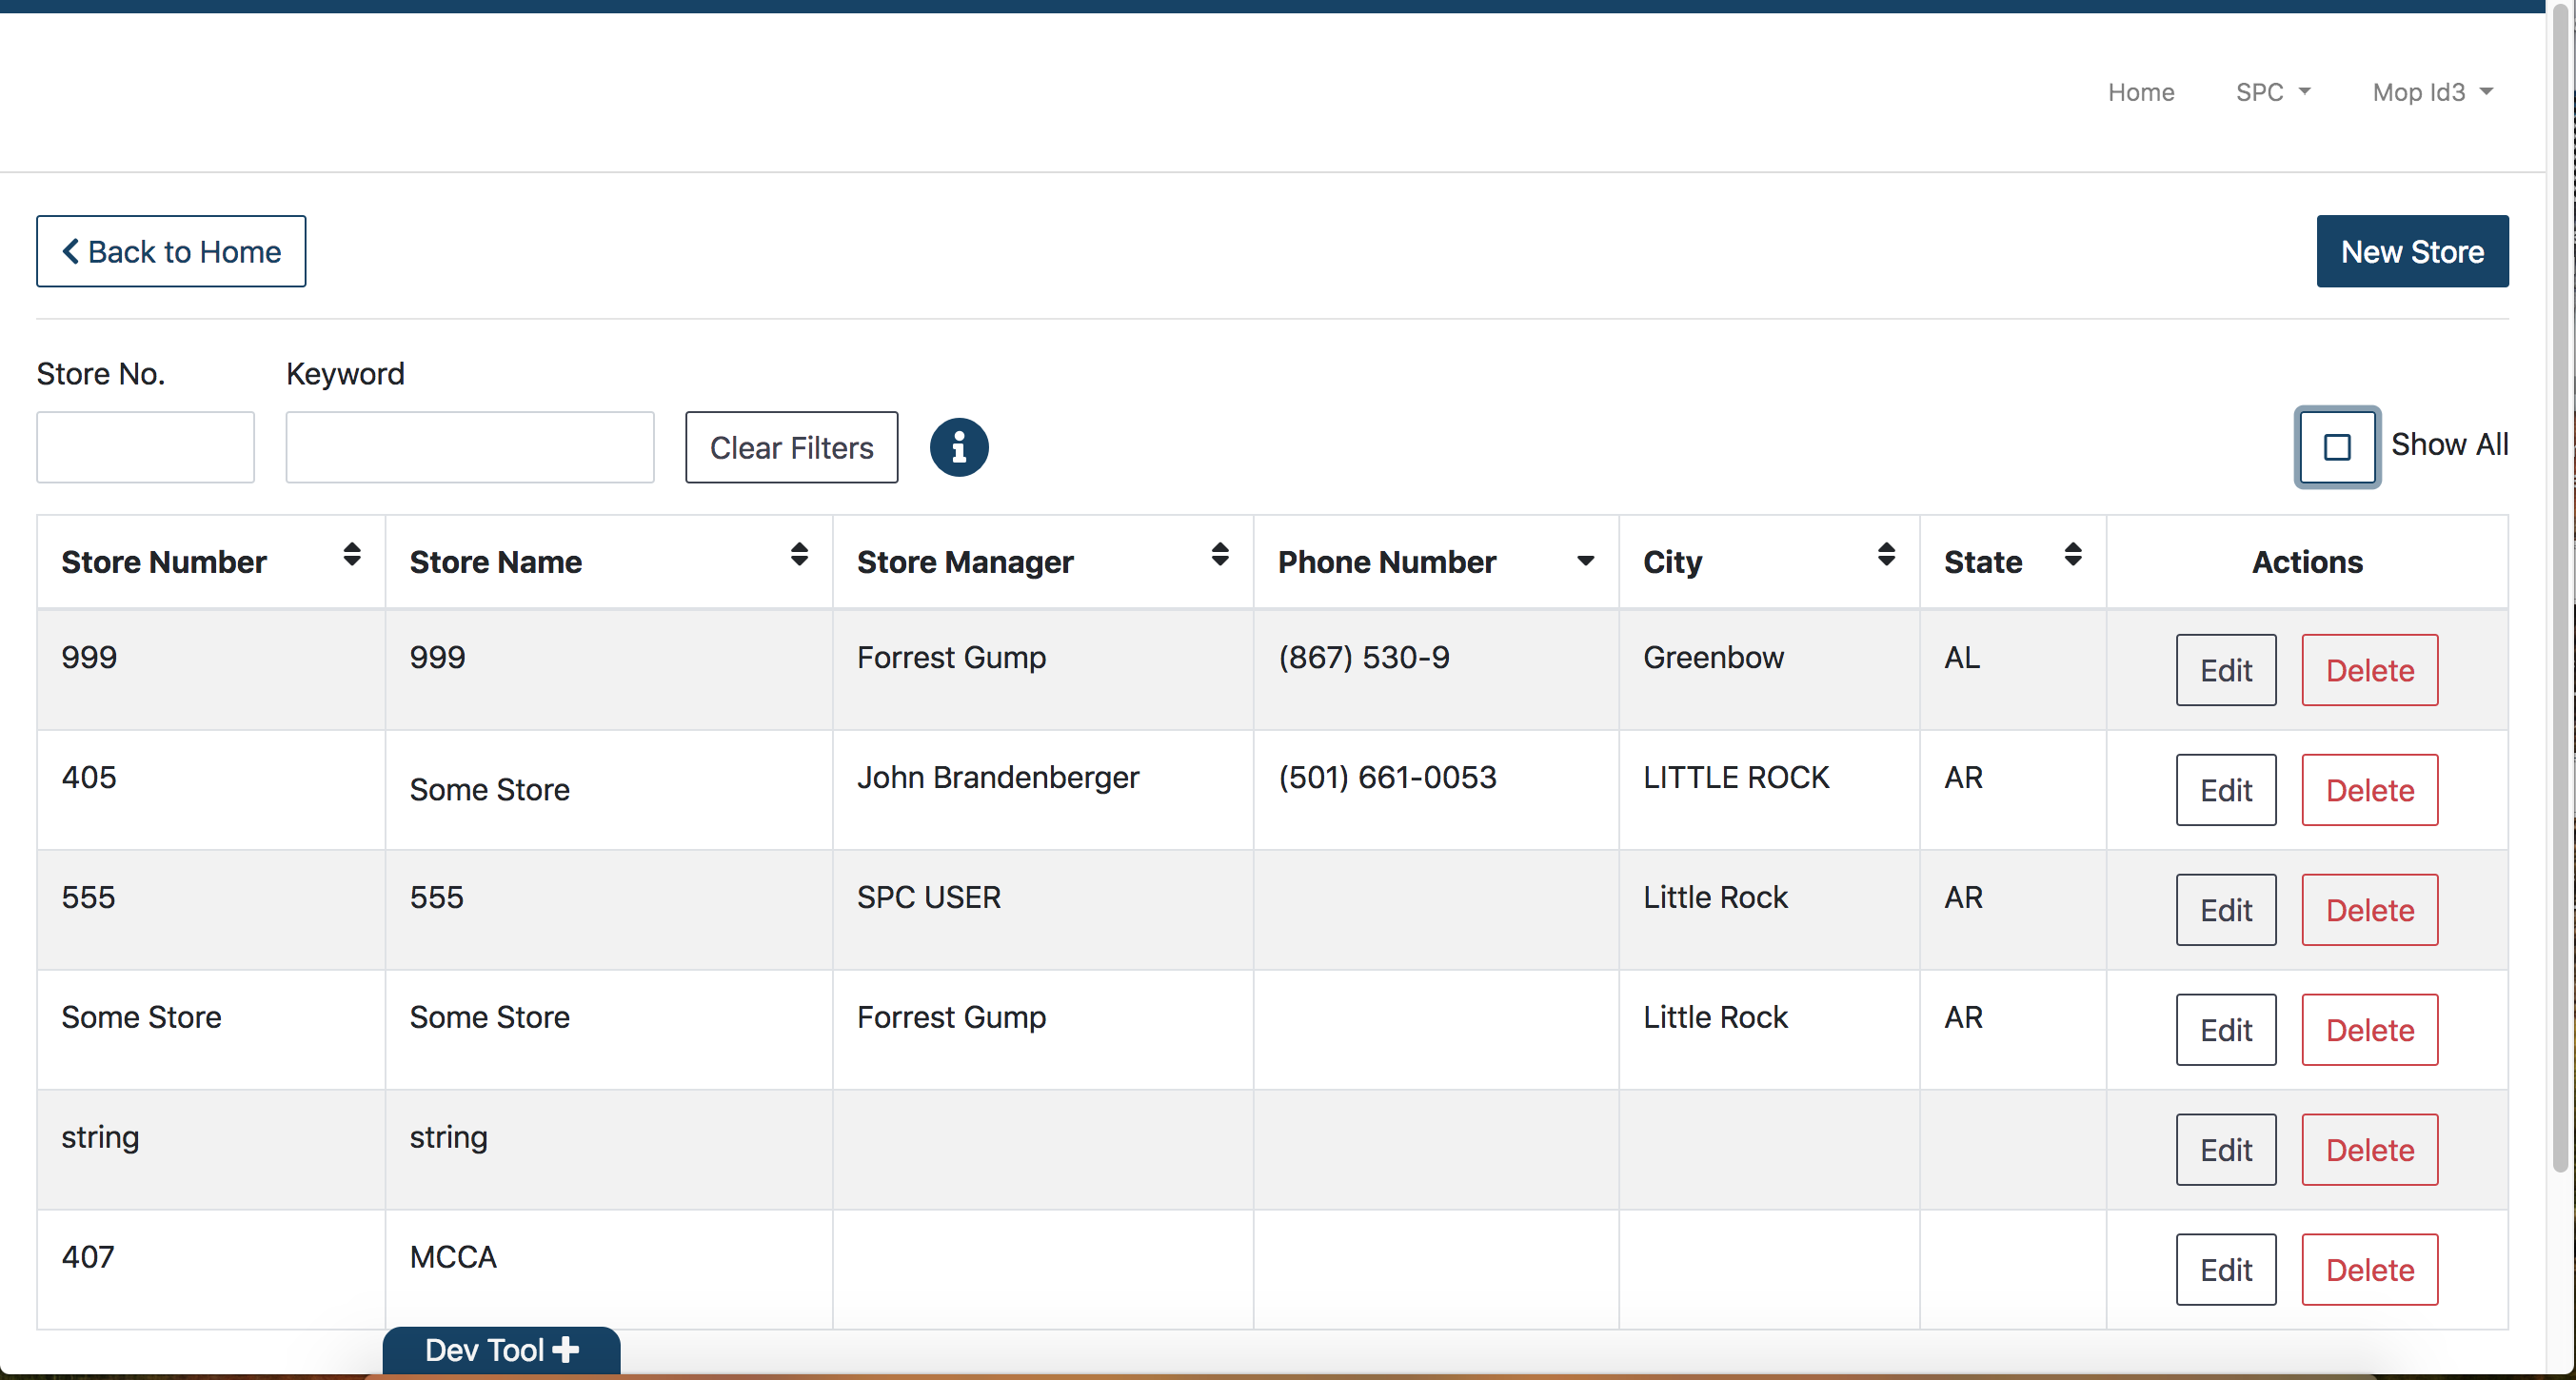 Home SPC Mop Id3
Back to Home New Store
Store No. Keyword
Clear Filters Show All
Store Number Store Name Store Manager Phone Number City State Actions
999 999 Forrest Gump (867) 530-9 Greenbow AL Edit Delete
405 Some Store John Brandenberger (501) 661-0053 LITTLE ROCK AR Edit Delete
555 555 SPC USER Little Rock AR Edit Delete
Some Store Some Store Forrest Gump Little Rock AR Edit Delete
string string Edit Delete
407 MCCA Edit Delete
Dev Tool